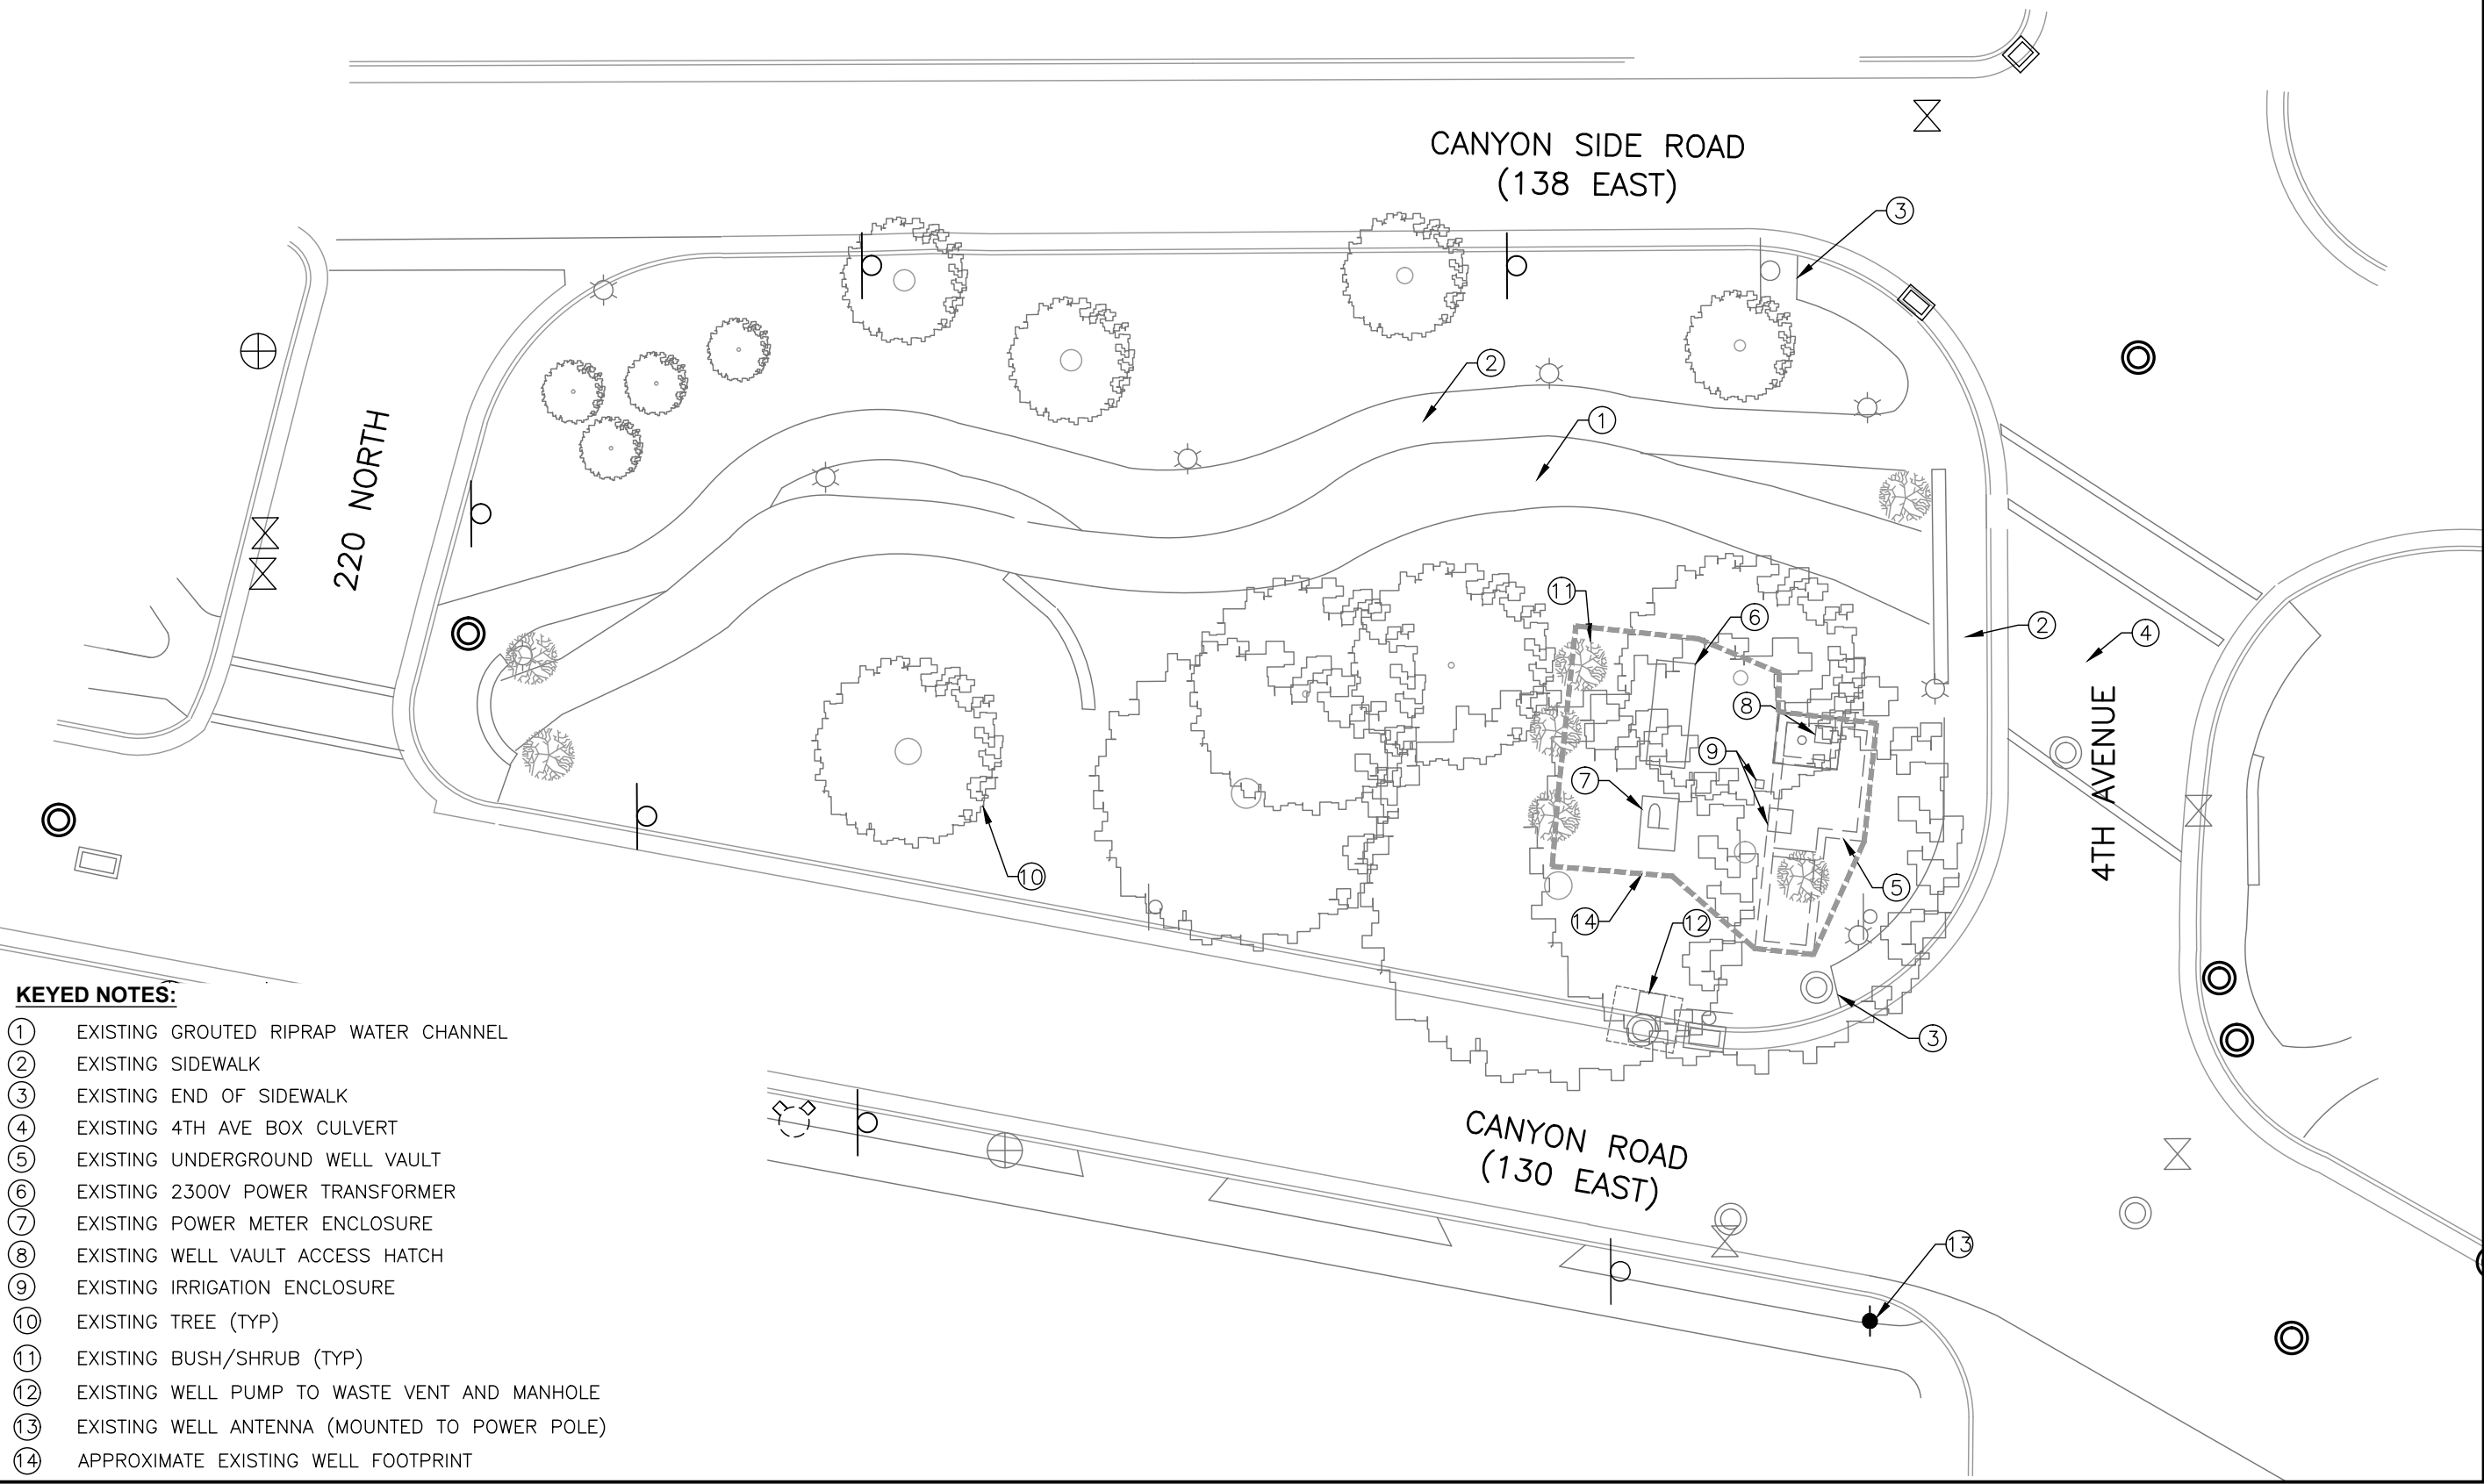 CANYON SIDE ROAD
(138 EAST)
3
2
1
220 NORTH
11
6
2
4
8
9
7
4TH AVENUE
10
5
14
12
3
CANYON ROAD
(130 EAST)
13
KEYED NOTES:
1 EXISTING GROUTED RIPRAP WATER CHANNEL
2 EXISTING SIDEWALK
3 EXISTING END OF SIDEWALK
4 EXISTING 4TH AVE BOX CULVERT
5 EXISTING UNDERGROUND WELL VAULT
6 EXISTING 2300V POWER TRANSFORMER
7 EXISTING POWER METER ENCLOSURE
8 EXISTING WELL VAULT ACCESS HATCH
9 EXISTING IRRIGATION ENCLOSURE
10 EXISTING TREE (TYP)
11 EXISTING BUSH/SHRUB (TYP)
12 EXISTING WELL PUMP TO WASTE VENT AND MANHOLE
13 EXISTING WELL ANTENNA (MOUNTED TO POWER POLE)
14 APPROXIMATE EXISTING WELL FOOTPRINT